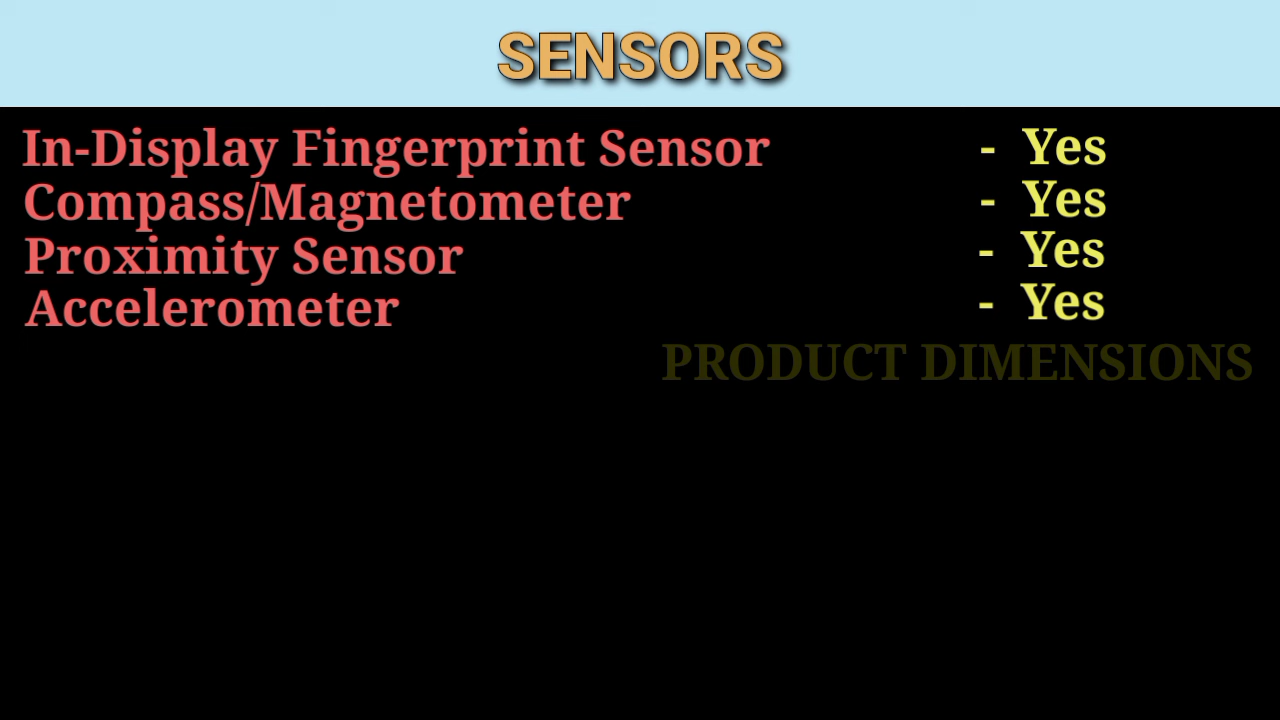 SENSORS
In-Display Fingerprint Sensor - Yes
Compass/Magnetometer - Yes
Proximity Sensor - Yes
Accelerometer - Yes
PRODUCT DIMENSIONS